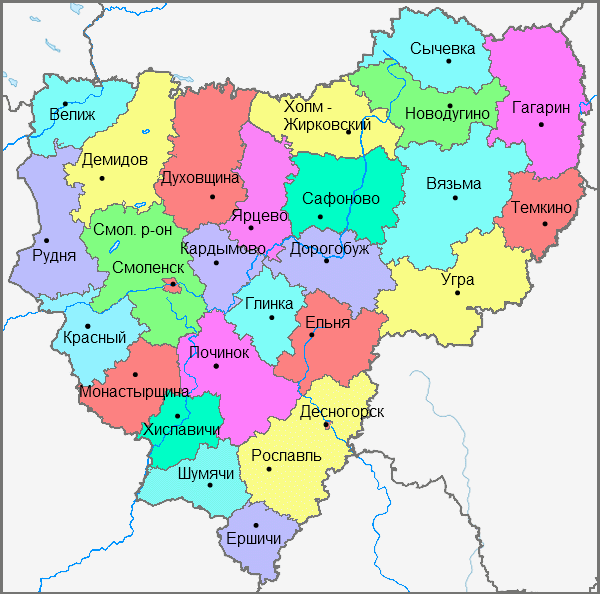 Сычевка
Холм -
Жирковский
Новодугино
Гагарин
Велиж
Демидов
Духовщина
Вязьма
Сафоново
Темкино
Ярцево
Смол. р-он
Рудня
Кардымово
Дорогобуж
Смоленск
Угра
Глинка
Ельня
Красный
Починок
Монастырщина
Десногорск
Хиславичи
Рославль
Шумячи
Ершичи